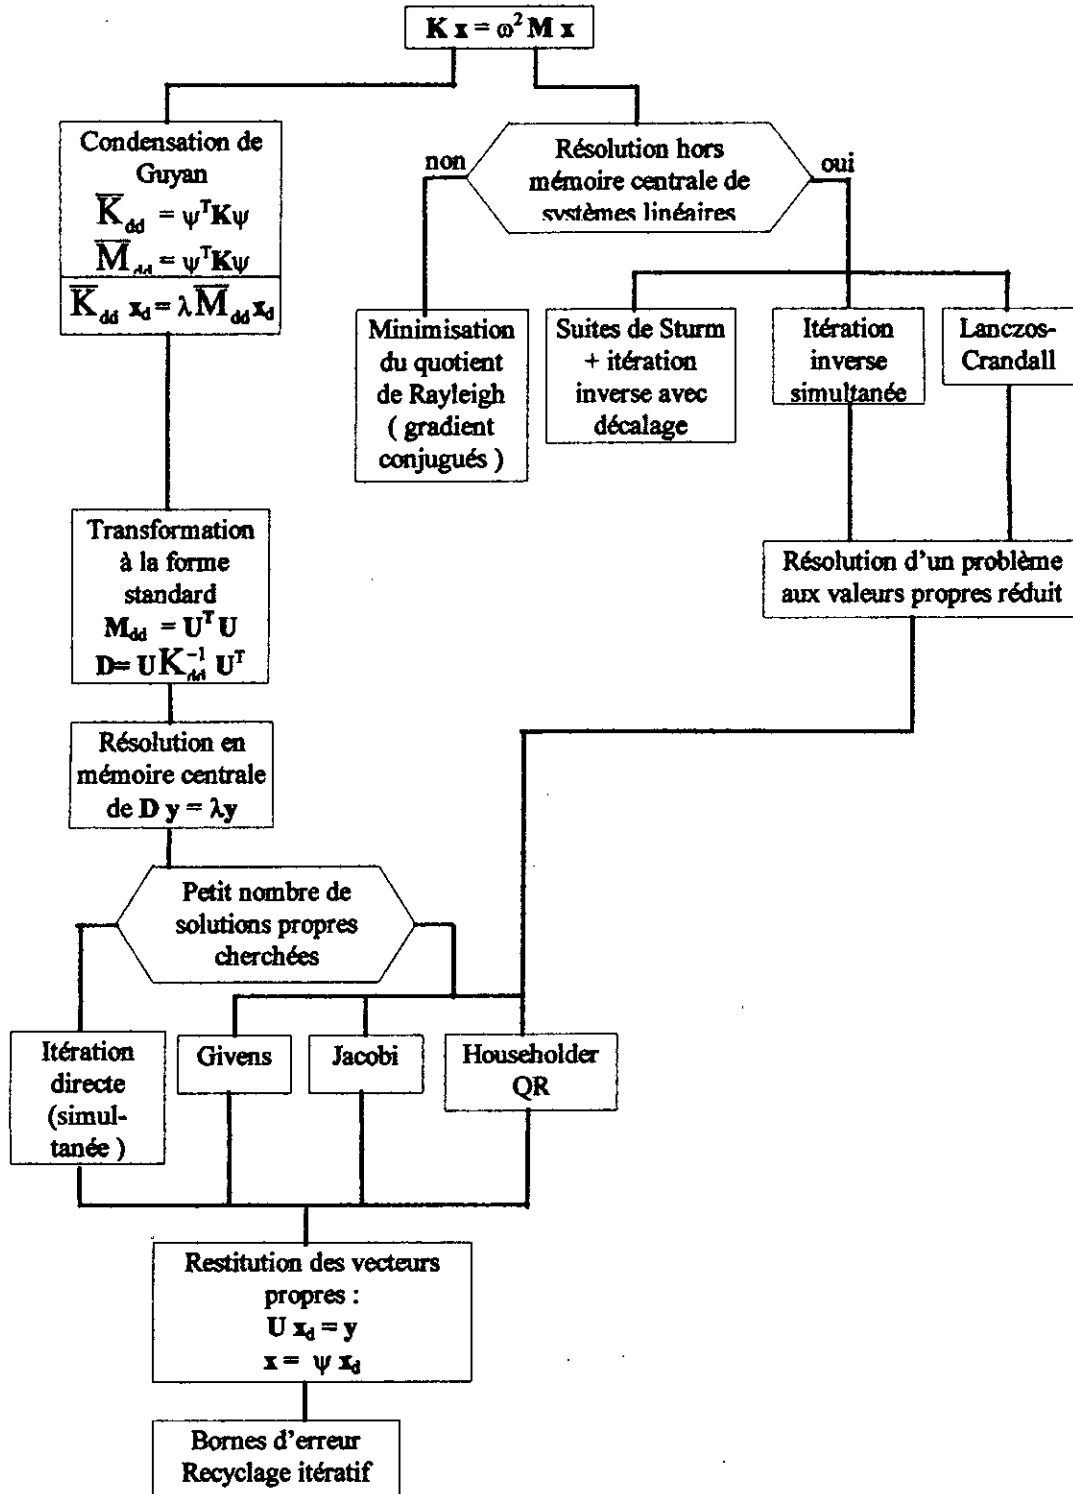 K x = ω² M x
Condensation de
Guyan
K̅dd = ψᵀKψ
M̅dd = ψᵀKψ
K̅dd xd = λ M̅dd xd
non
Résolution hors
mémoire centrale de
systèmes linéaires
oui
Minimisation
du quotient
de Rayleigh
( gradient
conjugués )
Suites de Sturm
+ itération
inverse avec
décalage
Itération
inverse
simultanée
Lanczos-
Crandall
Transformation
à la forme
standard
Mdd = Uᵀ U
D= U Kdd⁻¹ Uᵀ
Résolution d'un problème
aux valeurs propres réduit
Résolution en
mémoire centrale
de D y = λy
Petit nombre de
solutions propres
cherchées
Itération
directe
(simul-
tanée )
Givens
Jacobi
Householder
QR
Restitution des vecteurs
propres :
U xd = y
x = ψ xd
Bornes d'erreur
Recyclage itératif